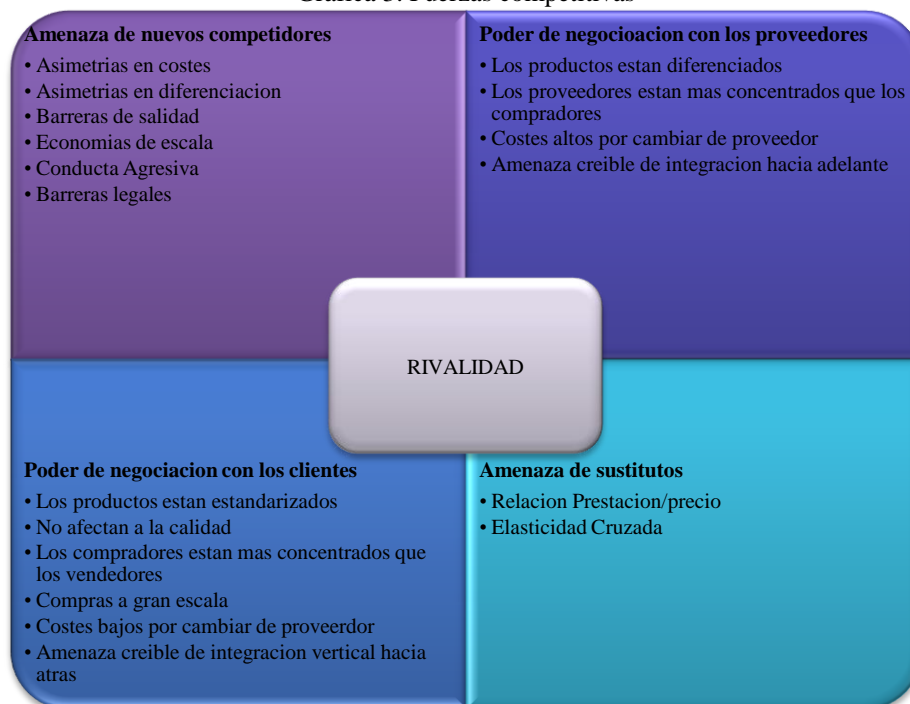 Gráfica 3. Fuerzas competitivas
Amenaza de nuevos competidores
• Asimetrias en costes
• Asimetrias en diferenciacion
• Barreras de salidad
• Economias de escala
• Conducta Agresiva
• Barreras legales
Poder de negocioacion con los proveedores
• Los productos estan diferenciados
• Los proveedores estan mas concentrados que los
compradores
• Costes altos por cambiar de proveedor
• Amenaza creible de integracion hacia adelante
RIVALIDAD
Poder de negociacion con los clientes
• Los productos estan estandarizados
• No afectan a la calidad
• Los compradores estan mas concentrados que
los vendedores
• Compras a gran escala
• Costes bajos por cambiar de proveerdor
• Amenaza creible de integracion vertical hacia
atras
Amenaza de sustitutos
• Relacion Prestacion/precio
• Elasticidad Cruzada